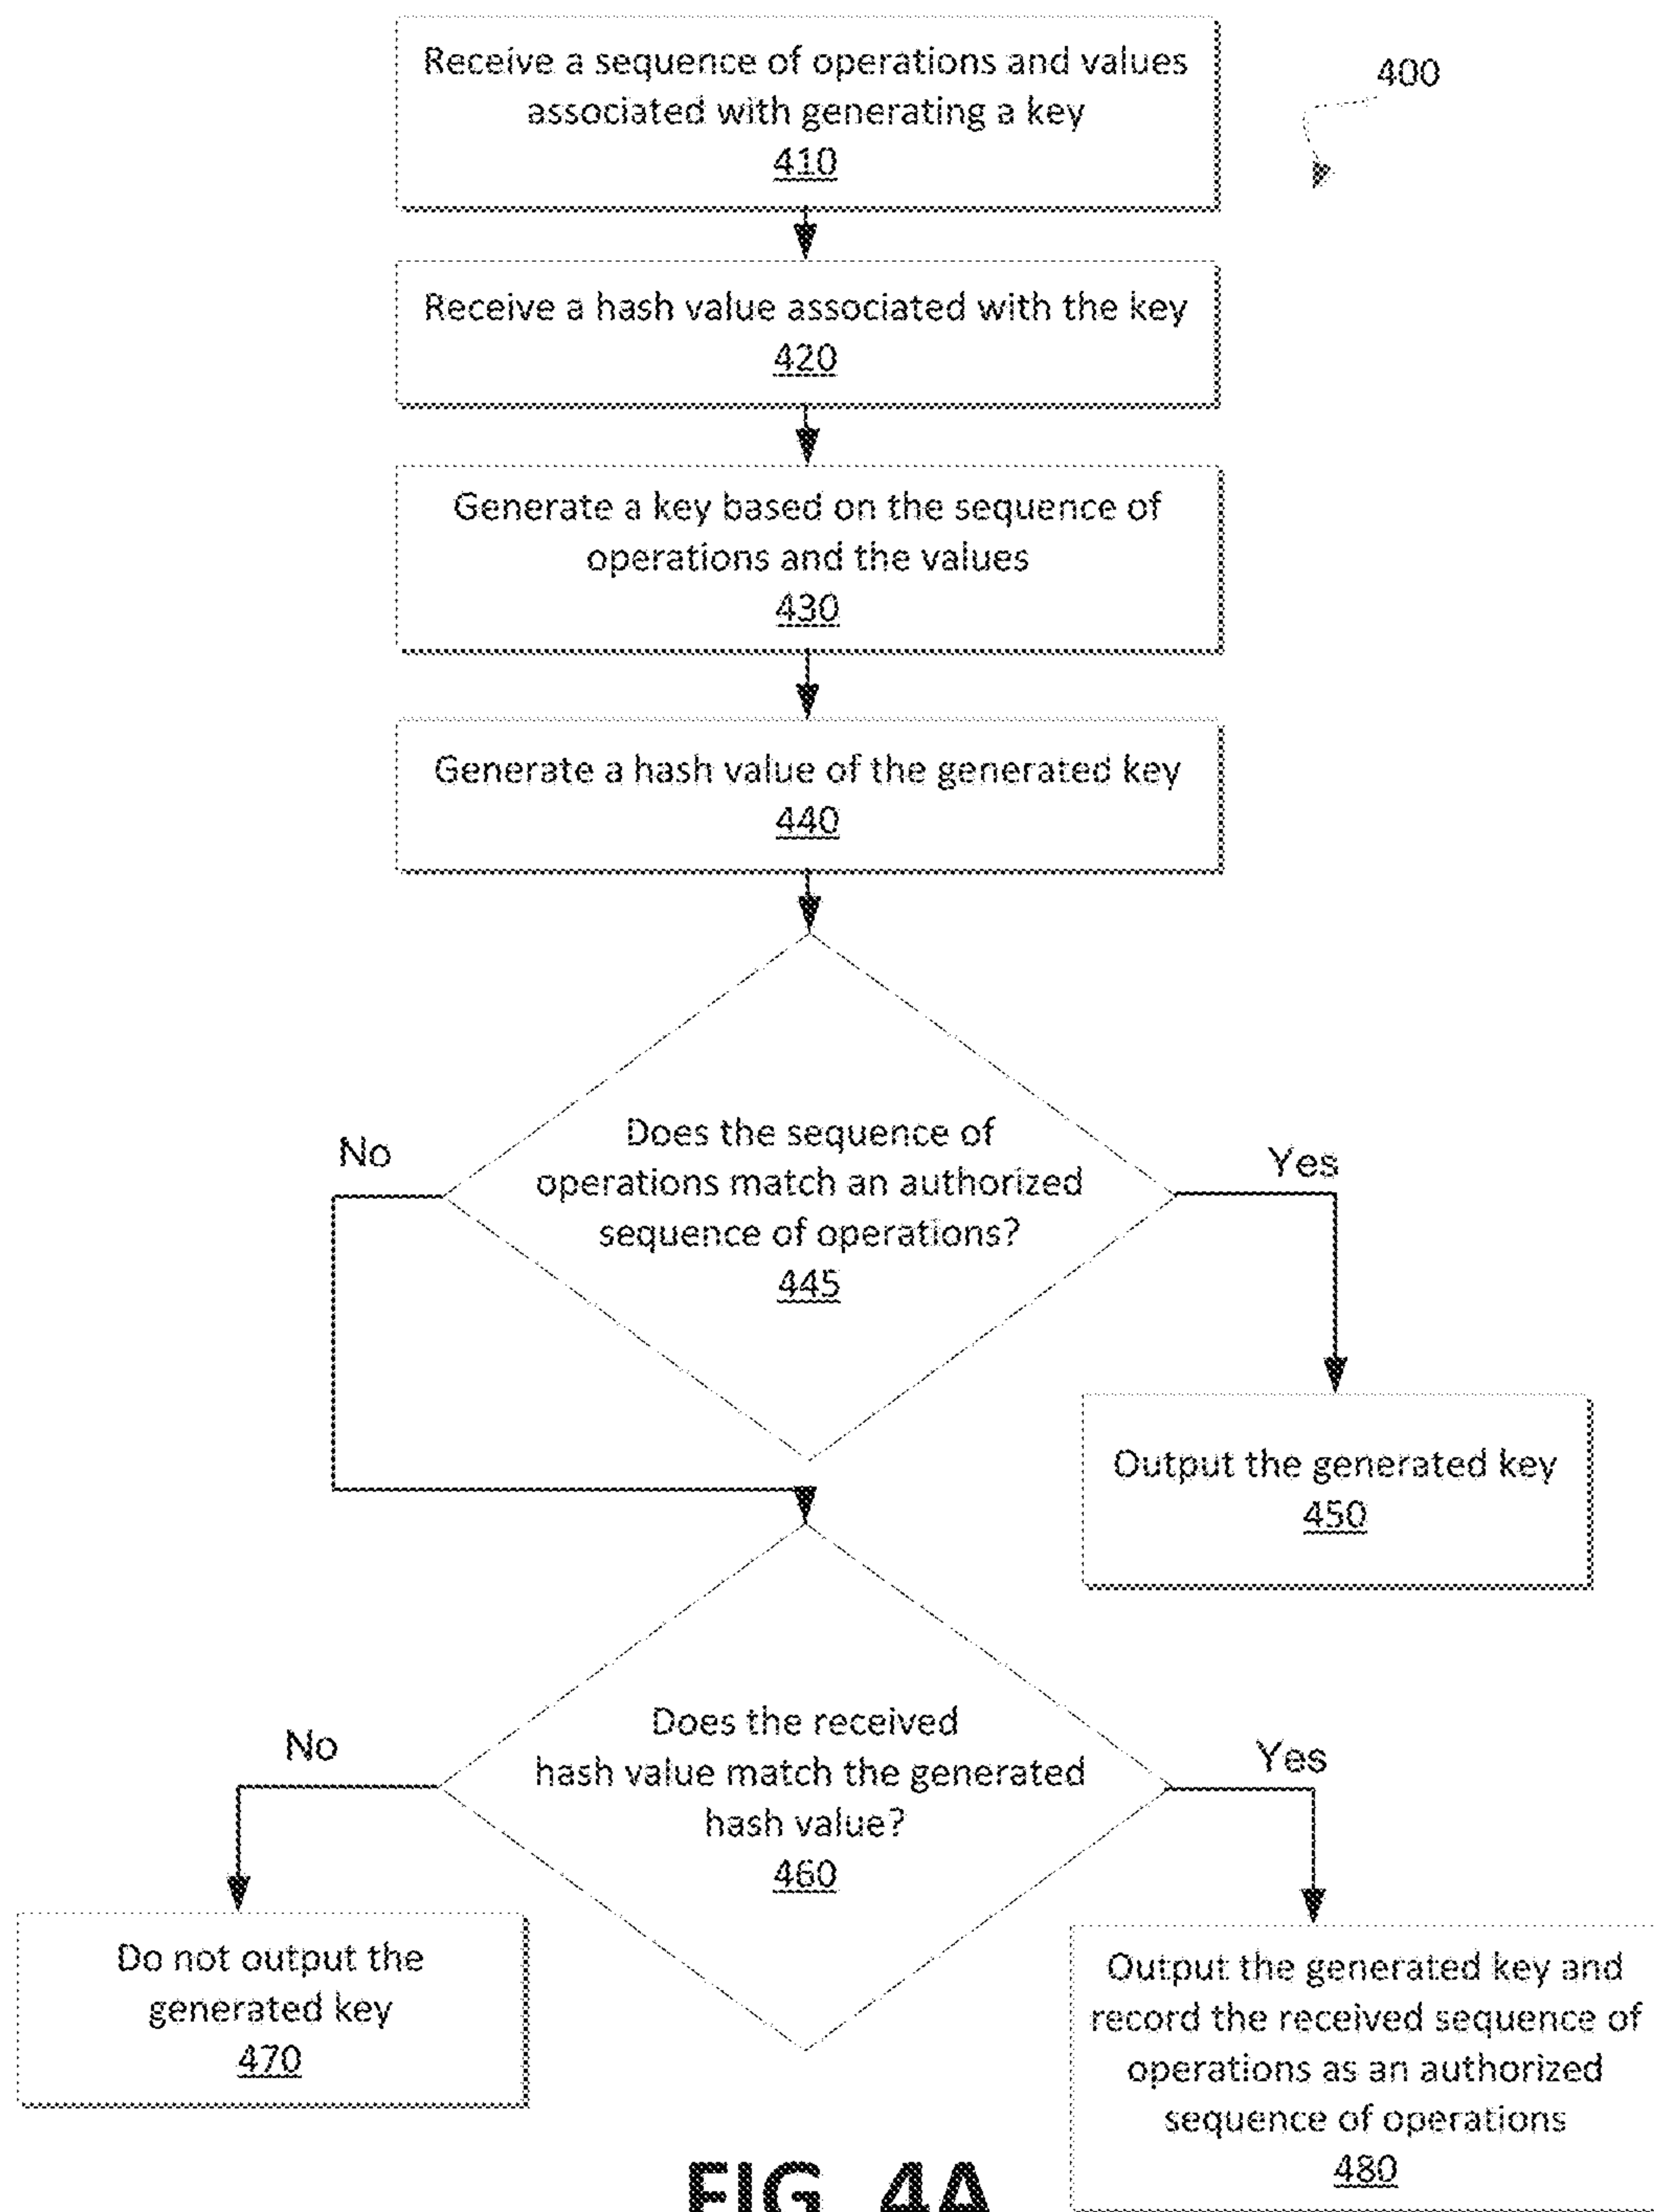 Receive a sequence of operations and values
associated with generating a key
410
400
Receive a hash value associated with the key
420
Generate a key based on the sequence of
operations and the values
430
Generate a hash value of the generated key
440
Does the sequence of
operations match an authorized
sequence of operations?
445
No
Yes
Output the generated key
450
Does the received
hash value match the generated
hash value?
460
No
Yes
Do not output the
generated key
470
Output the generated key and
record the received sequence of
operations as an authorized
sequence of operations
480
FIG. 4A